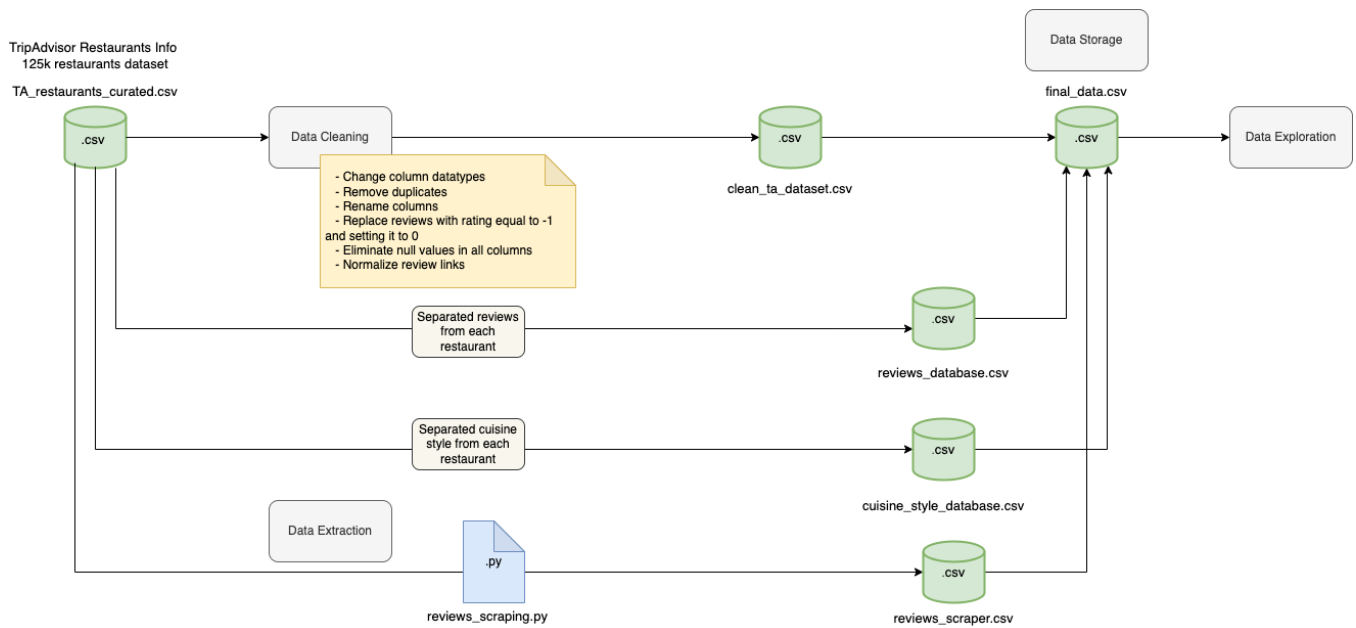 TripAdvisor Restaurants Info
125k restaurants dataset
TA_restaurants_curated.csv
.csv
Data Cleaning
- Change column datatypes
- Remove duplicates
- Rename columns
- Replace reviews with rating equal to -1
and setting it to 0
- Eliminate null values in all columns
- Normalize review links
.csv
clean_ta_dataset.csv
Data Storage
final_data.csv
.csv
Data Exploration
Separated reviews
from each
restaurant
.csv
reviews_database.csv
Separated cuisine
style from each
restaurant
.csv
cuisine_style_database.csv
Data Extraction
.py
reviews_scraping.py
.csv
reviews_scraper.csv